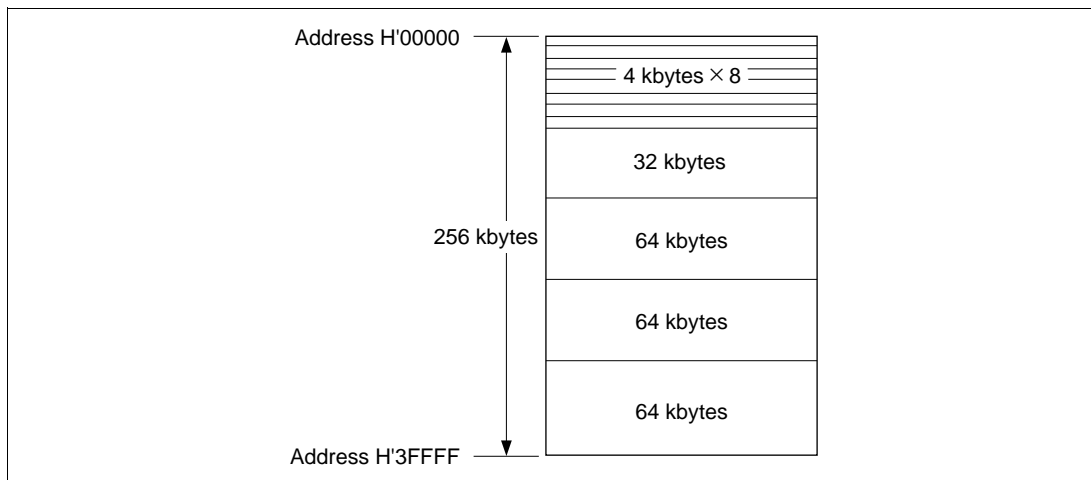 Address H'00000
4 kbytes × 8
32 kbytes
256 kbytes
64 kbytes
64 kbytes
64 kbytes
Address H'3FFFF